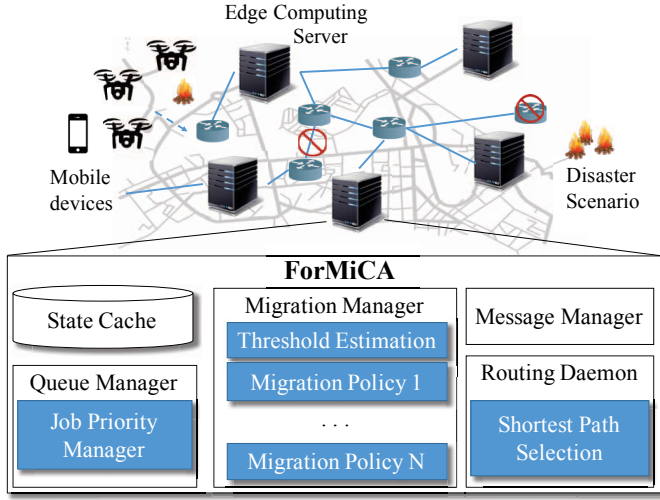 Edge Computing
Server
Mobile
devices
Disaster
Scenario
ForMiCA
State Cache
Queue Manager
Job Priority
Manager
Migration Manager
Threshold Estimation
Migration Policy 1
. . .
Migration Policy N
Message Manager
Routing Daemon
Shortest Path
Selection